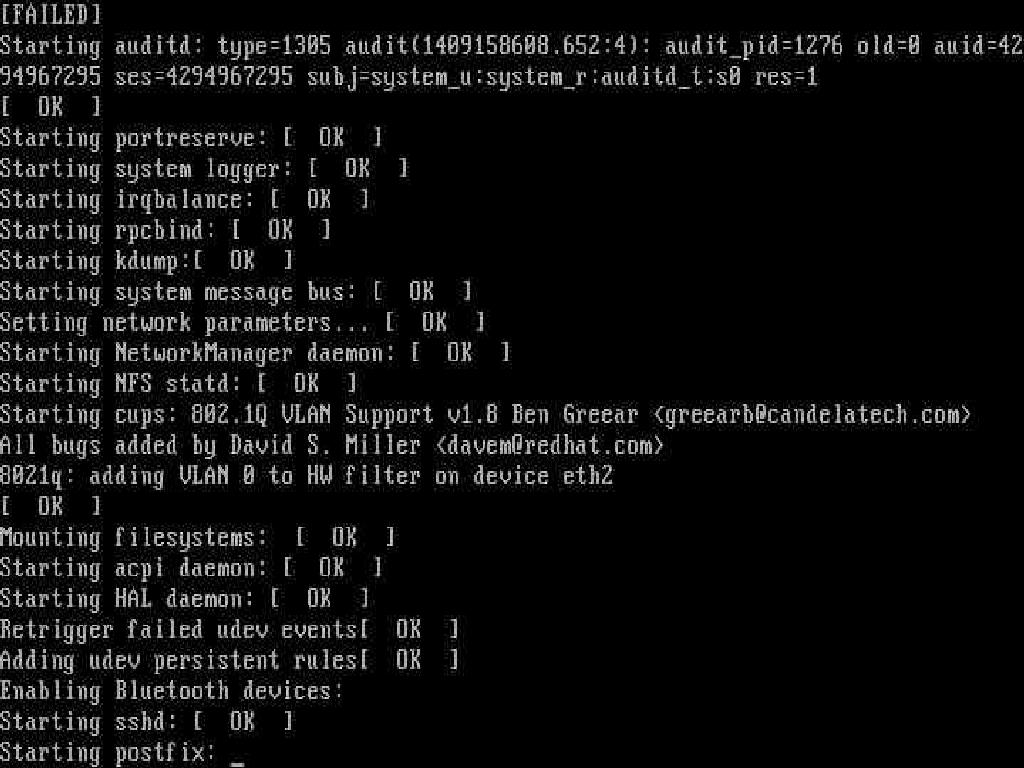 [FAILED]
Starting auditd: type=1305 audit(1409158608.652:4): audit_pid=1276 old=0 auid=42
94967295 ses=4294967295 subj=system_u:system_r:auditd_t:s0 res=1
[  OK  ]
Starting portreserve: [  OK  ]
Starting system logger: [  OK  ]
Starting irqbalance: [  OK  ]
Starting rpcbind: [  OK  ]
Starting kdump:[  OK  ]
Starting system message bus: [  OK  ]
Setting network parameters... [  OK  ]
Starting NetworkManager daemon: [  OK  ]
Starting NFS statd: [  OK  ]
Starting cups: 802.1Q VLAN Support v1.8 Ben Greear <greearb@candelatech.com>
All bugs added by David S. Miller <davem@redhat.com>
8021q: adding VLAN 0 to HW filter on device eth2
[  OK  ]
Mounting filesystems:  [  OK  ]
Starting acpi daemon: [  OK  ]
Starting HAL daemon: [  OK  ]
Retrigger failed udev events[  OK  ]
Adding udev persistent rules[  OK  ]
Enabling Bluetooth devices:
Starting sshd: [  OK  ]
Starting postfix: _